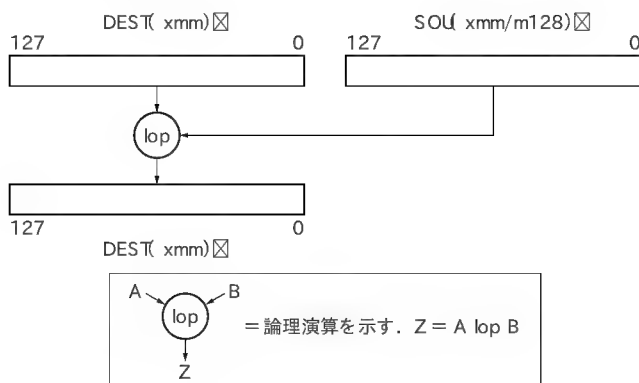 DEST( xmm)☒ SOU( xmm/m128)☒
127 0 127 0
lop
127 0
DEST( xmm)☒
A B
lop =論理演算を示す. Z = A lop B
Z